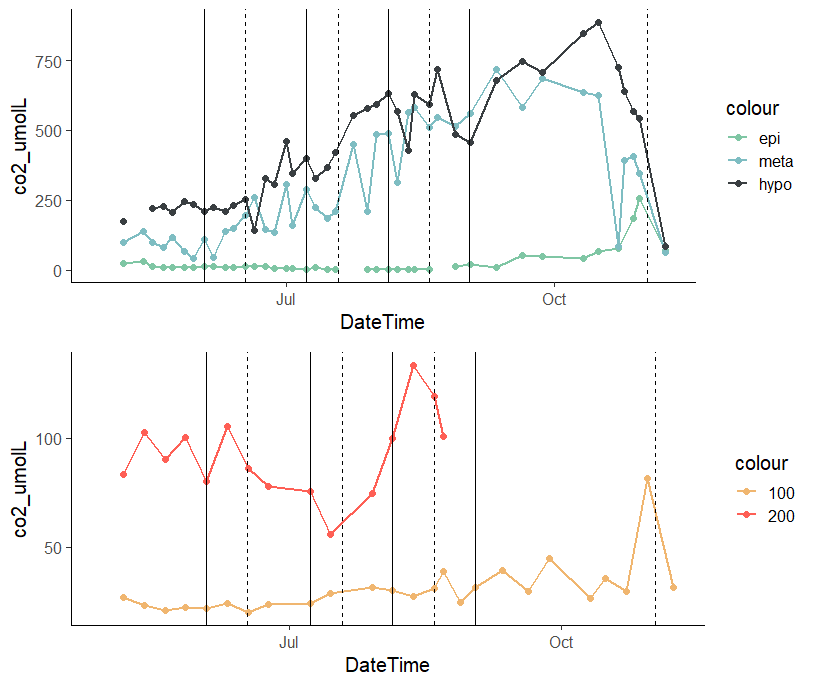 co2_umolL
750
500
250
0
Jul
Oct
DateTime
colour
epi
meta
hypo
co2_umolL
100
50
Jul
Oct
DateTime
colour
100
200